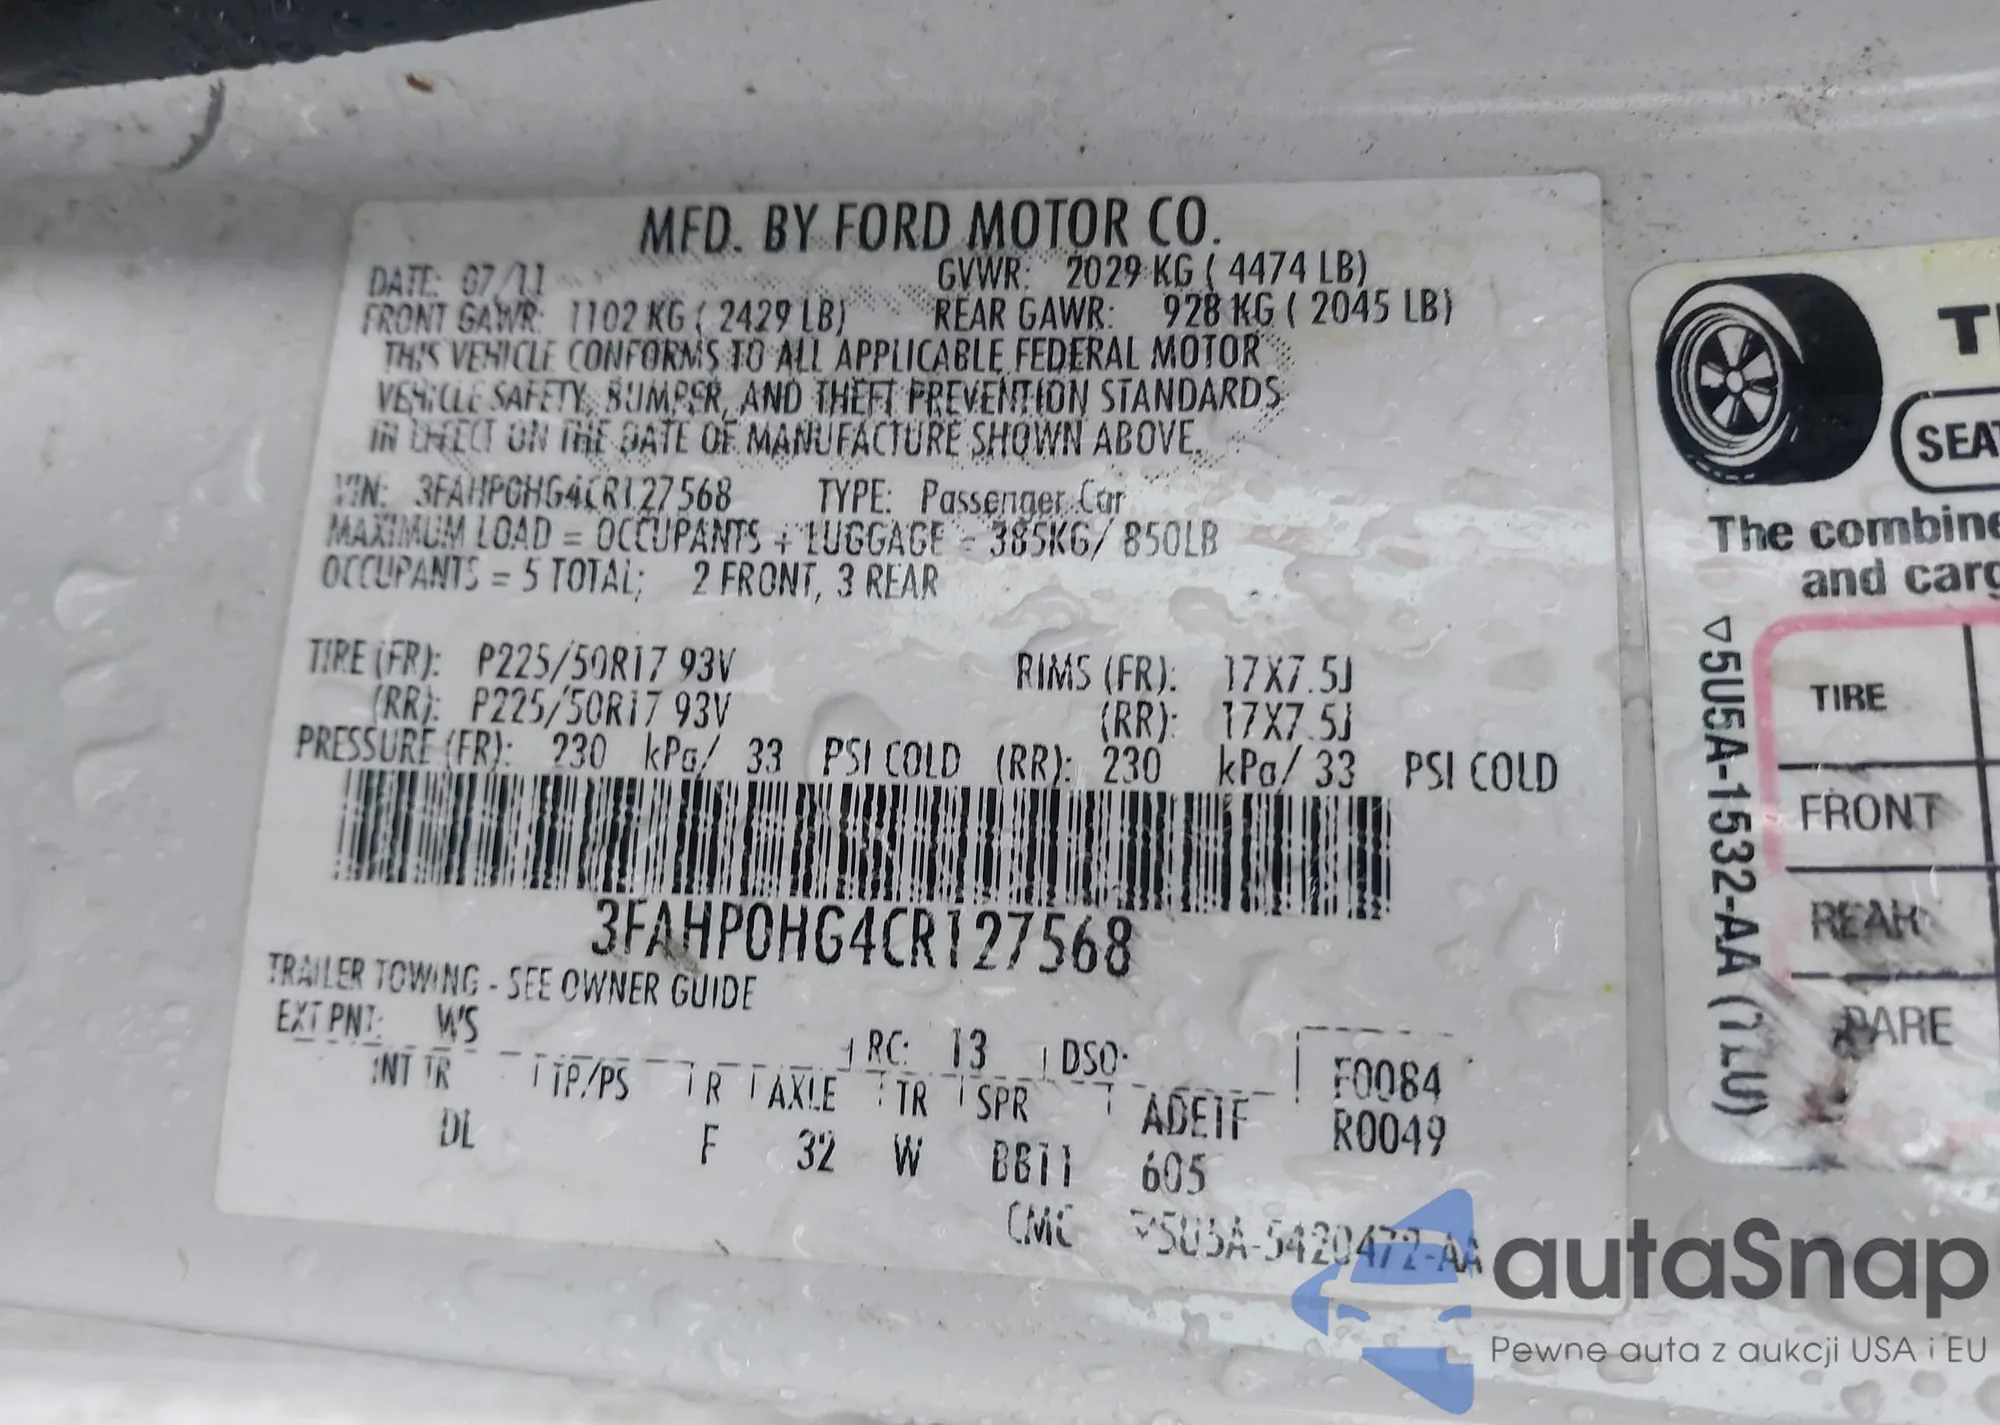 MFD. BY FORD MOTOR CO.
DATE: 07/11 GVWR: 2029 KG ( 4474 LB)
FRONT GAWR: 1102 KG ( 2429 LB) REAR GAWR: 928 KG ( 2045 LB)
THIS VEHICLE CONFORMS TO ALL APPLICABLE FEDERAL MOTOR
VEHICLE SAFETY, BUMPER, AND THEFT PREVENTION STANDARDS
IN EFFECT ON THE DATE OF MANUFACTURE SHOWN ABOVE.
VIN: 3FAHP0HG4CR127568 TYPE: Passenger Car
MAXIMUM LOAD = OCCUPANTS + LUGGAGE = 385KG/ 850LB
OCCUPANTS = 5 TOTAL; 2 FRONT, 3 REAR
TIRE (FR): P225/50R17 93V RIMS (FR): 17X7.5J
(RR): P225/50R17 93V (RR): 17X7.5J
PRESSURE (FR): 230 kPa/ 33 PSI COLD (RR): 230 kPa/ 33 PSI COLD
3FAHP0HG4CR127568
TRAILER TOWING - SEE OWNER GUIDE
EXT PNT: WS RC: 13 DSO: F0084
INT TR TP/PS R AXLE TR SPR ADETF R0049
DL F 32 W BBTT 605
CMC ▽5U5A-5420472-AA
SEAT
The combine
and carg
▽5U5A-1532-AA (TLU)
TIRE
FRONT
REAR
autaSnap
Pewne auta z aukcji USA i EU